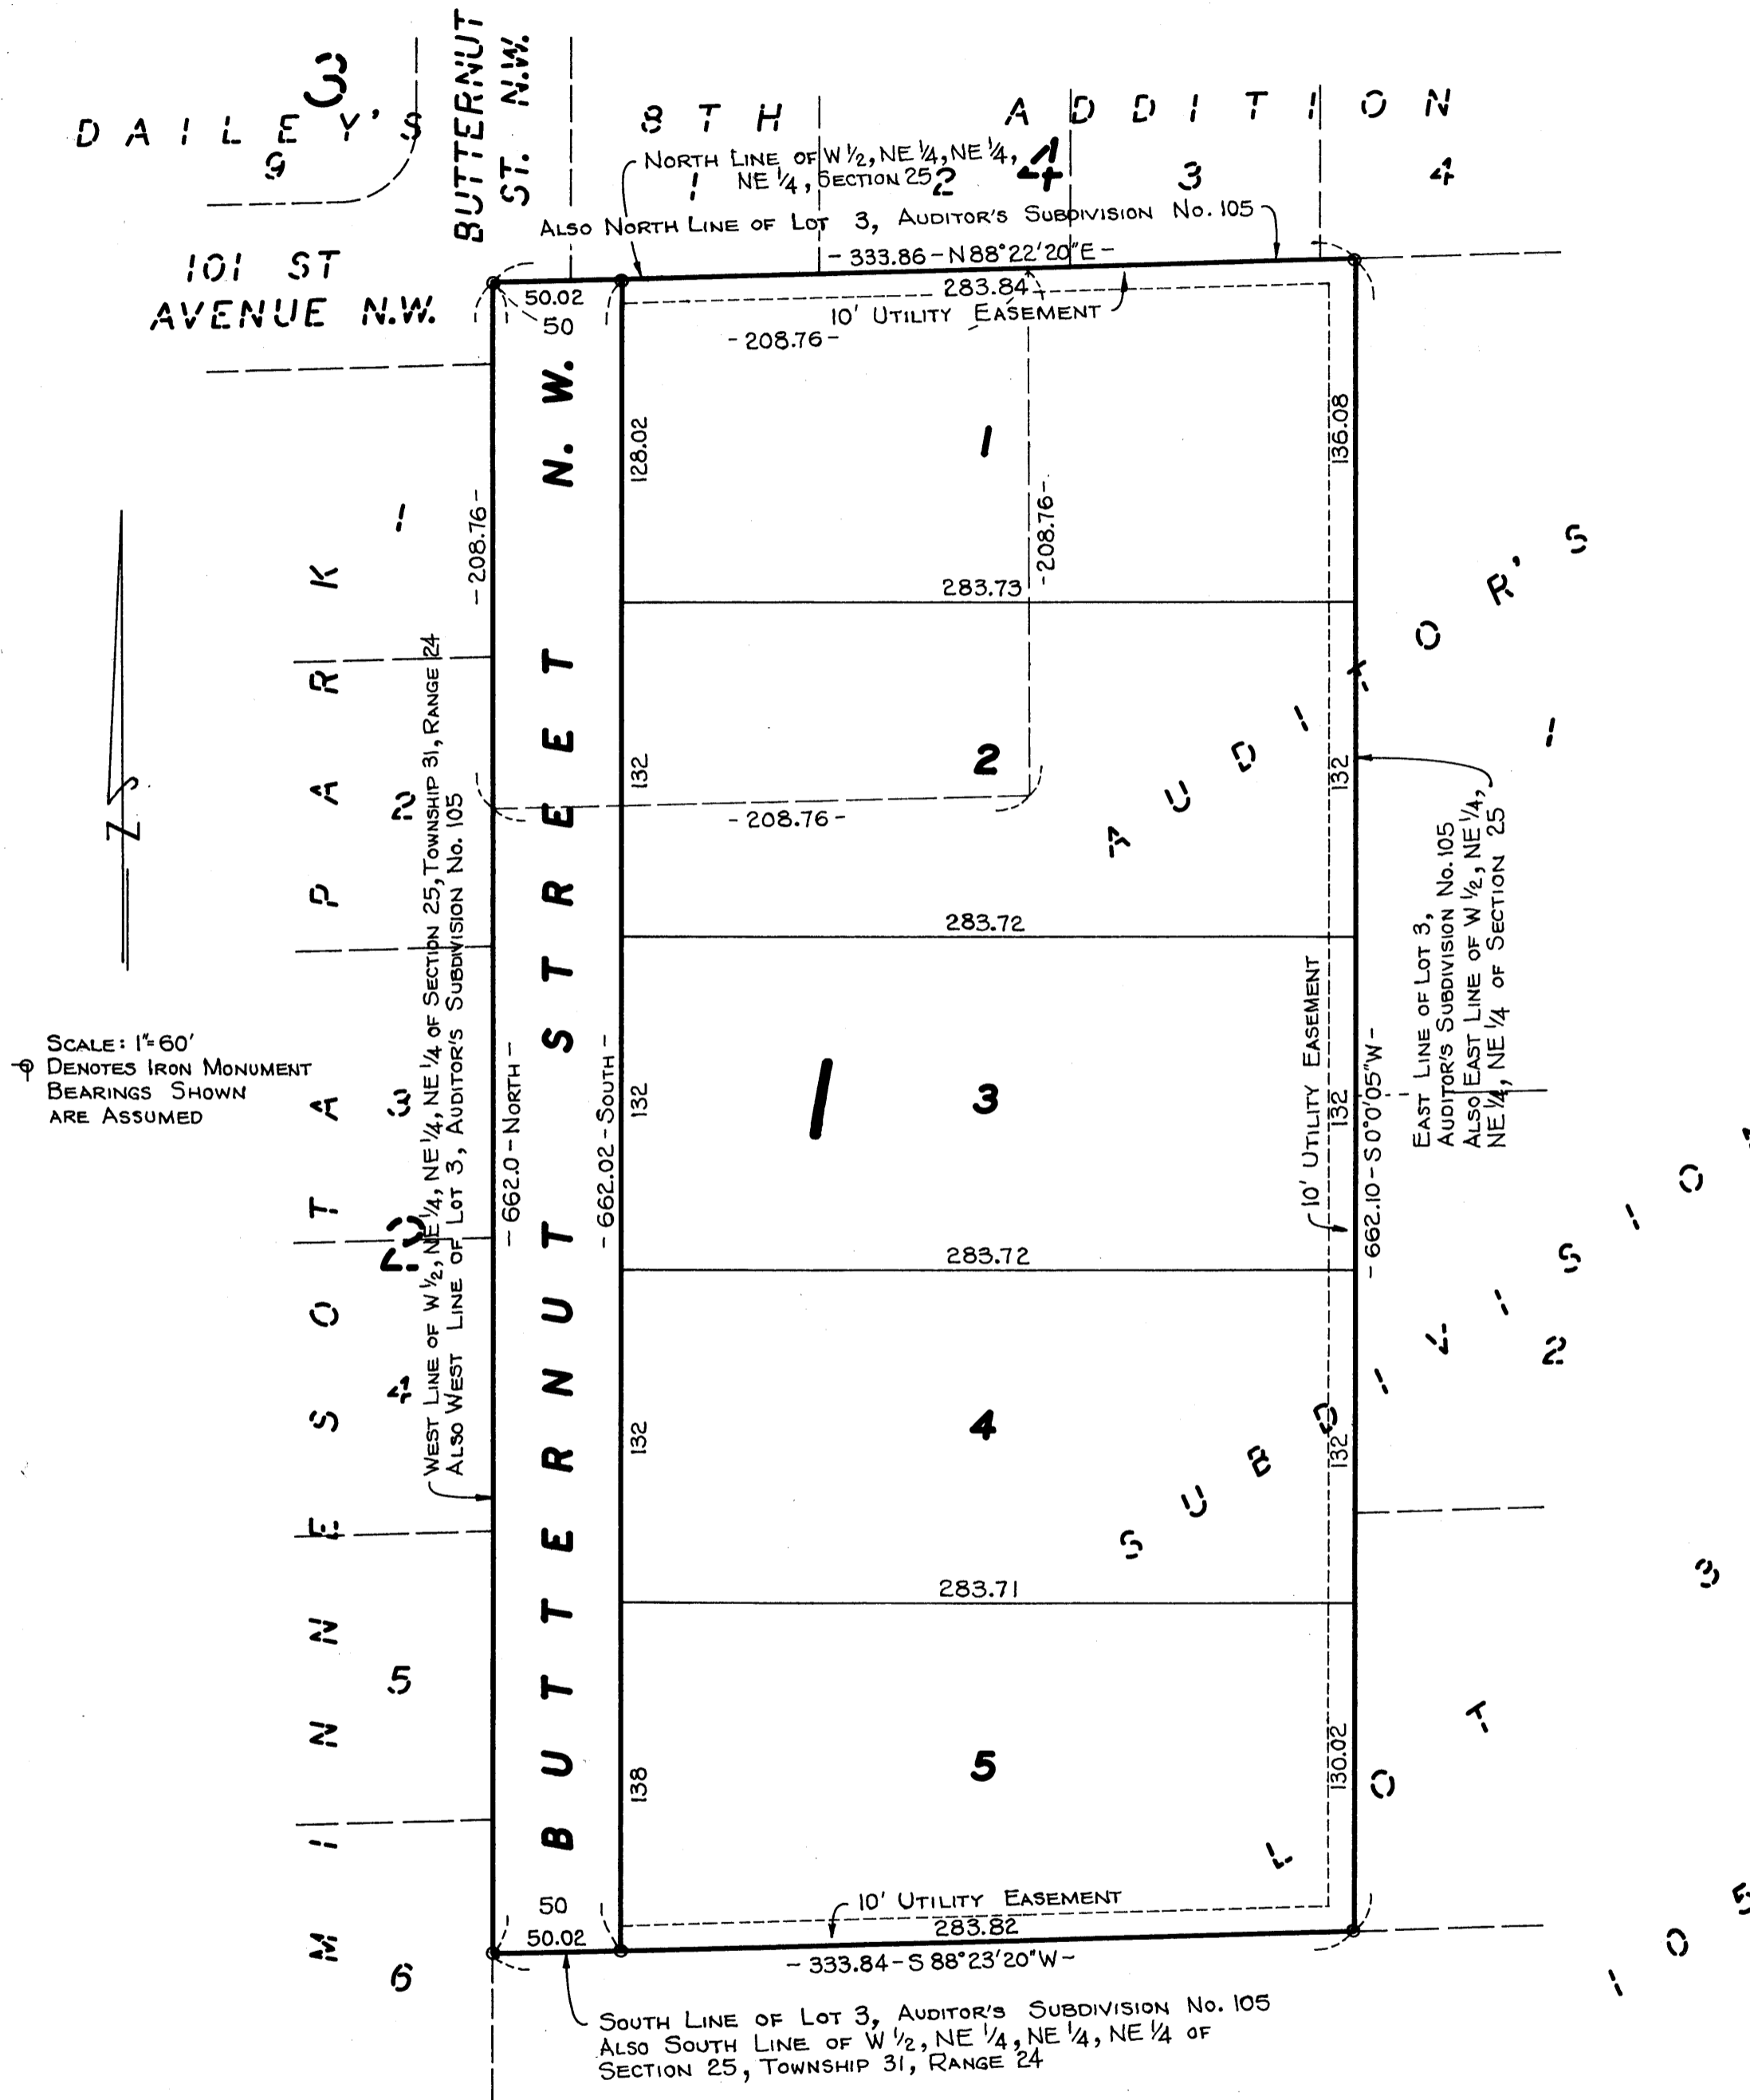 BUTTERNUT
ST. N.W.
3
DAILEY'S 8TH ADDITION
9
NORTH LINE OF W 1/2, NE 1/4, NE 1/4,
NE 1/4, SECTION 25
1
2
4
3
4
ALSO NORTH LINE OF LOT 3, AUDITOR'S SUBDIVISION No. 105
- 333.86 - N 88°22'20" E -
101 ST
AVENUE N.W.
50.02
50
283.84
10' UTILITY EASEMENT
- 208.76 -
128.02
1
136.08
- 208.76 -
- 208.76 -
283.73
132
2
132
- 208.76 -
283.72
132
1
3
132
283.72
132
4
132
283.71
138
5
130.02
BUTTERNUT STREET N. W.
MINNESOTA PARK
1
2
3
2
4
5
6
WEST LINE OF W 1/2, NE 1/4, NE 1/4, NE 1/4 OF SECTION 25, TOWNSHIP 31, RANGE 24
ALSO WEST LINE OF LOT 3, AUDITOR'S SUBDIVISION No. 105
- 662.0 - NORTH -
- 662.02 - SOUTH -
10' UTILITY EASEMENT
- 662.10 - S 0°0'05" W -
EAST LINE OF LOT 3,
AUDITOR'S SUBDIVISION No. 105
ALSO EAST LINE OF W 1/2, NE 1/4,
NE 1/4, NE 1/4 OF SECTION 25
N
SCALE: 1"=60'
DENOTES IRON MONUMENT
BEARINGS SHOWN
ARE ASSUMED
AUDITOR'S
SUBDIVISIO
1
2
3
LOT
105
50
50.02
10' UTILITY EASEMENT
283.82
- 333.84 - S 88°23'20" W -
SOUTH LINE OF LOT 3, AUDITOR'S SUBDIVISION No. 105
ALSO SOUTH LINE OF W 1/2, NE 1/4, NE 1/4, NE 1/4 OF
SECTION 25, TOWNSHIP 31, RANGE 24